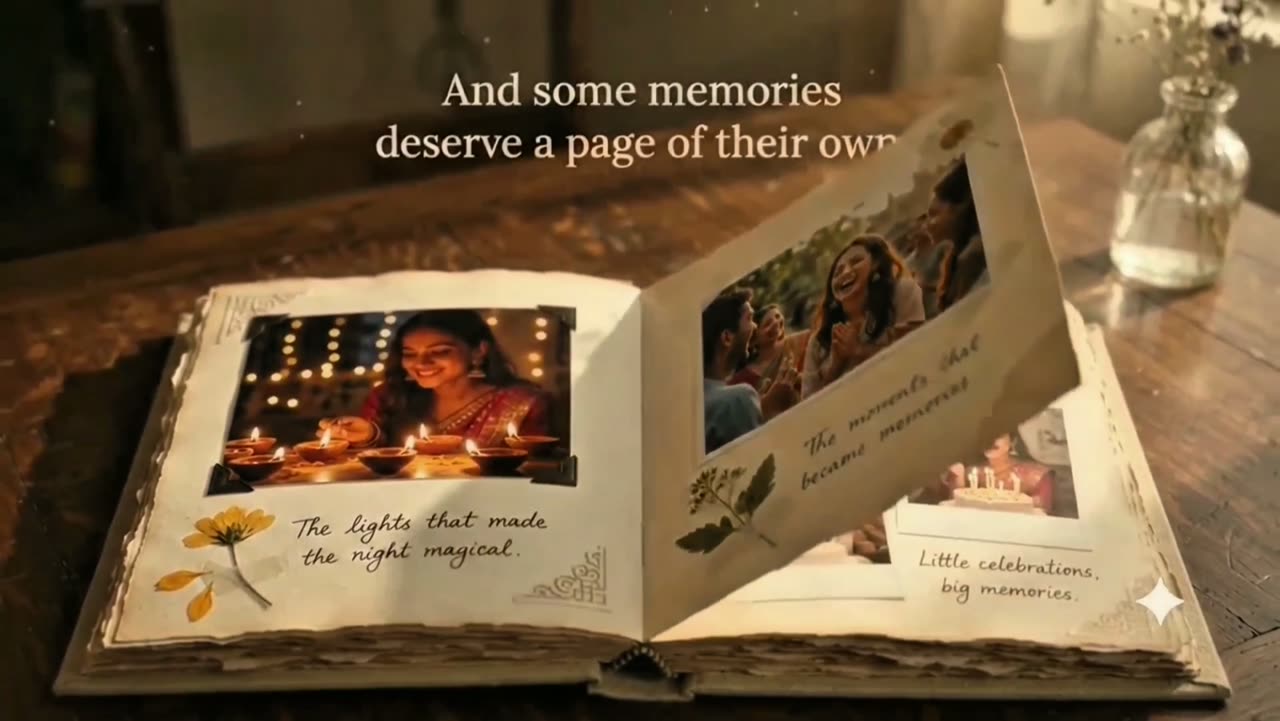 And some memories
deserve a page of their own
The lights that made
the night magical.
The moments that
became memories
Little celebrations,
big memories.